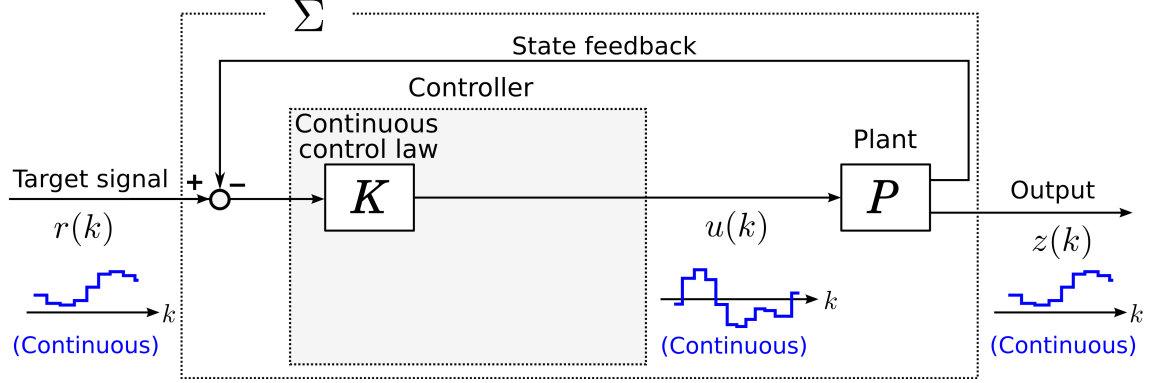 Σ
State feedback
Controller
Continuous
control law
Plant
Target signal
+
−
K
P
Output
r(k)
u(k)
z(k)
k
k
k
(Continuous)
(Continuous)
(Continuous)